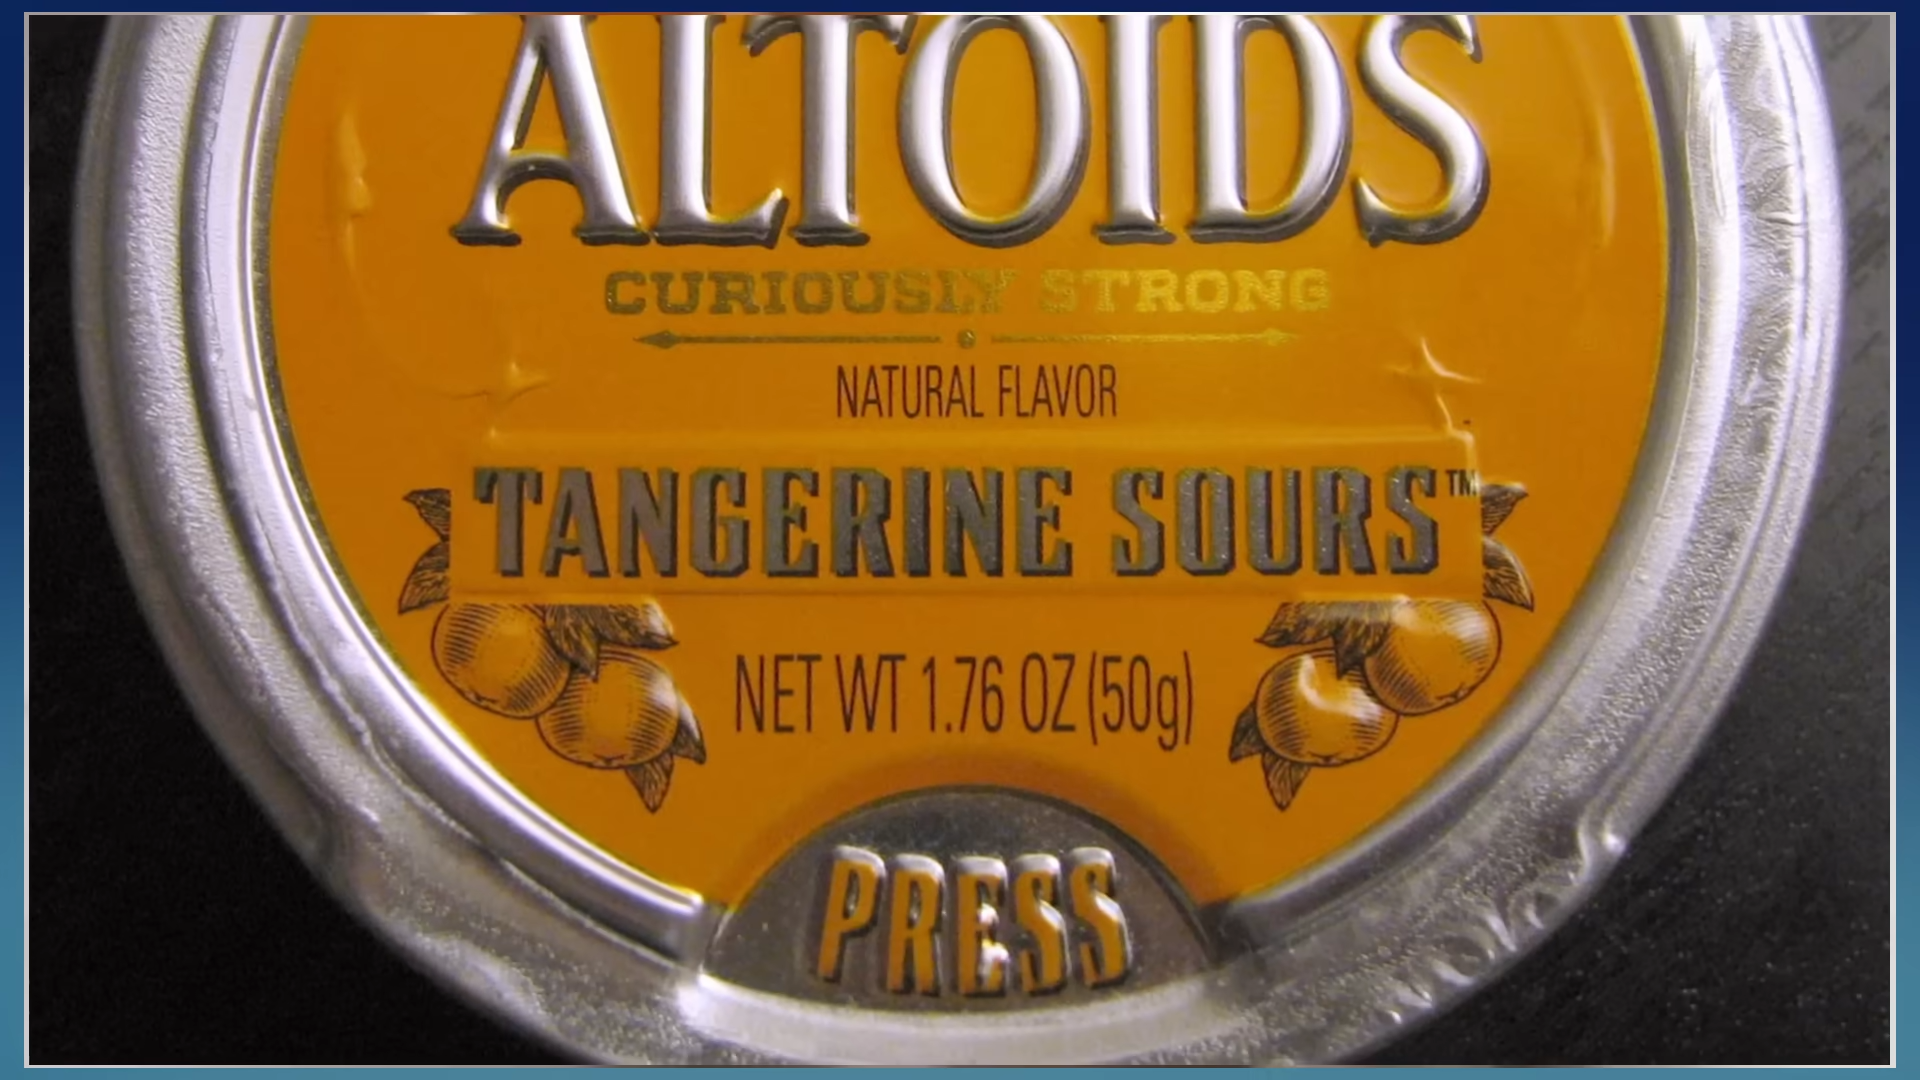 ALTOIDS
CURIOUSLY STRONG
NATURAL FLAVOR
TANGERINE SOURS™
NET WT 1.76 OZ (50g)
PRESS